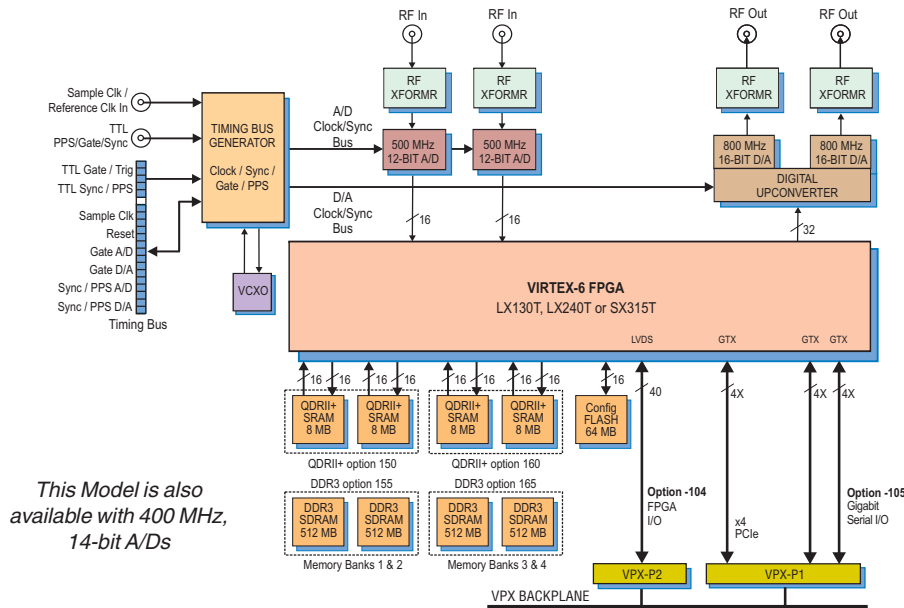 RF In
RF In
RF Out
RF Out
Sample Clk /
Reference Clk In
TTL
PPS/Gate/Sync
TTL Gate / Trig
TTL Sync / PPS
Sample Clk
Reset
Gate A/D
Gate D/A
Sync / PPS A/D
Sync / PPS D/A
Timing Bus
TIMING BUS
GENERATOR
Clock / Sync /
Gate / PPS
VCXO
A/D
Clock/Sync
Bus
D/A
Clock/Sync
Bus
RF
XFORMR
RF
XFORMR
RF
XFORMR
RF
XFORMR
500 MHz
12-BIT A/D
500 MHz
12-BIT A/D
800 MHz
16-BIT D/A
800 MHz
16-BIT D/A
DIGITAL
UPCONVERTER
16
16
32
VIRTEX-6 FPGA
LX130T, LX240T or SX315T
LVDS
GTX
GTX
GTX
16
16
16
16
16
16
16
16
16
40
4X
4X
4X
QDRII+
SRAM
8 MB
QDRII+
SRAM
8 MB
QDRII+
SRAM
8 MB
QDRII+
SRAM
8 MB
Config
FLASH
64 MB
QDRII+ option 150
QDRII+ option 160
DDR3 option 155
DDR3 option 165
DDR3
SDRAM
512 MB
DDR3
SDRAM
512 MB
DDR3
SDRAM
512 MB
DDR3
SDRAM
512 MB
Memory Banks 1 & 2
Memory Banks 3 & 4
This Model is also
available with 400 MHz,
14-bit A/Ds
Option -104
FPGA
I/O
x4
PCIe
Option -105
Gigabit
Serial I/O
VPX-P2
VPX-P1
VPX BACKPLANE